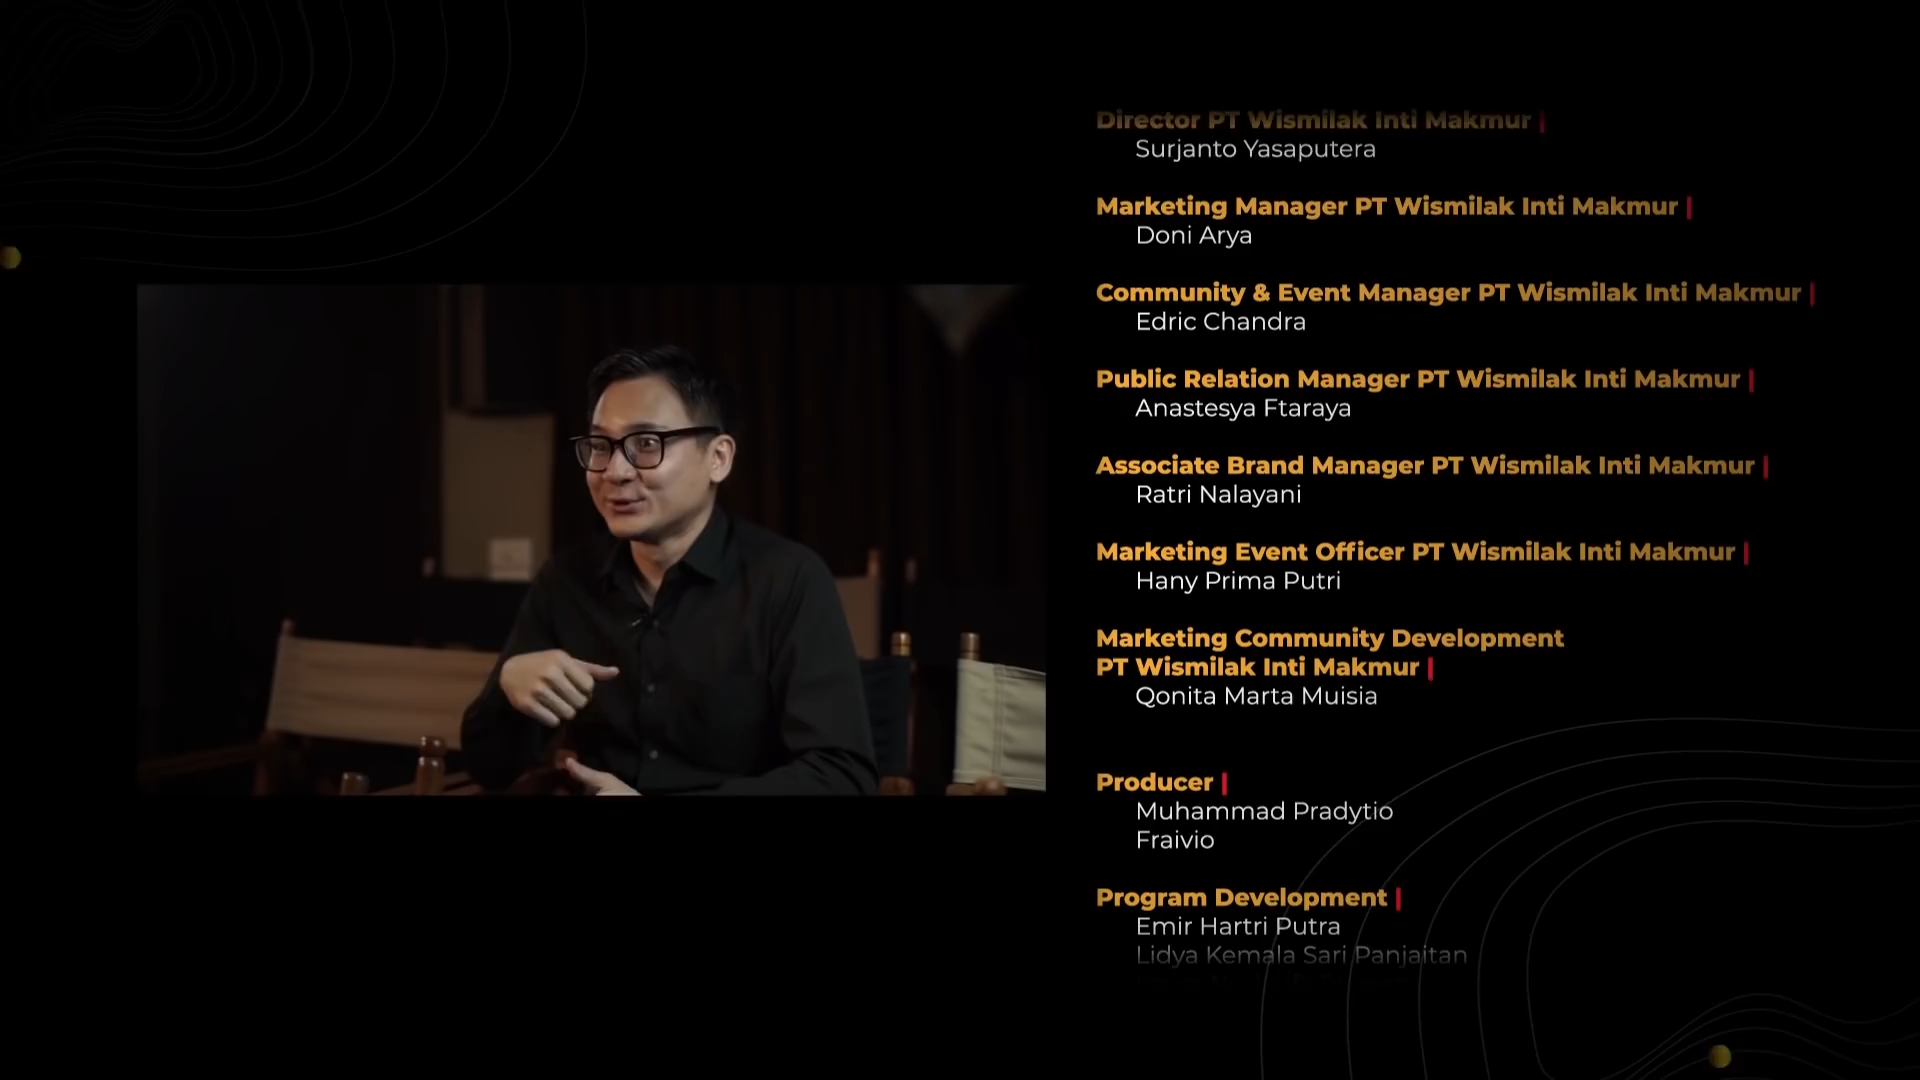 Director PT Wismilak Inti Makmur |
Surjanto Yasaputera
Marketing Manager PT Wismilak Inti Makmur |
Doni Arya
Community & Event Manager PT Wismilak Inti Makmur |
Edric Chandra
Public Relation Manager PT Wismilak Inti Makmur |
Anastesya Ftaraya
Associate Brand Manager PT Wismilak Inti Makmur |
Ratri Nalayani
Marketing Event Officer PT Wismilak Inti Makmur |
Hany Prima Putri
Marketing Community Development
PT Wismilak Inti Makmur |
Qonita Marta Muisia
Producer |
Muhammad Pradytio
Fraivio
Program Development |
Emir Hartri Putra
Lidya Kemala Sari Panjaitan